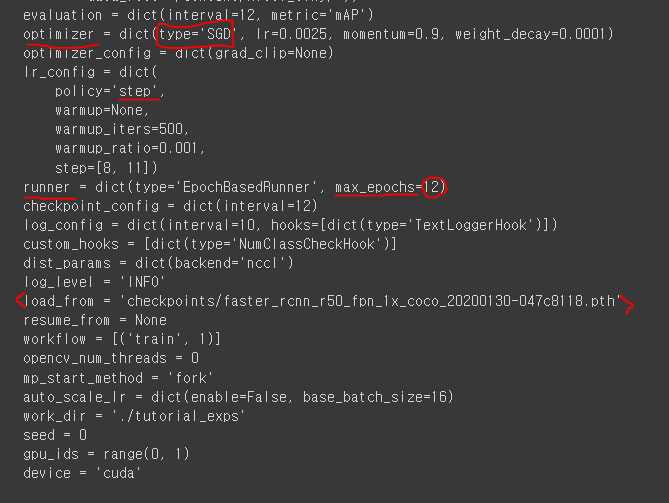 evaluation = dict(interval=12, metric='mAP')
optimizer = dict(type='SGD', lr=0.0025, momentum=0.9, weight_decay=0.0001)
optimizer_config = dict(grad_clip=None)
lr_config = dict(
    policy='step',
    warmup=None,
    warmup_iters=500,
    warmup_ratio=0.001,
    step=[8, 11])
runner = dict(type='EpochBasedRunner', max_epochs=12)
checkpoint_config = dict(interval=12)
log_config = dict(interval=10, hooks=[dict(type='TextLoggerHook')])
custom_hooks = [dict(type='NumClassCheckHook')]
dist_params = dict(backend='nccl')
log_level = 'INFO'
load_from = 'checkpoints/faster_rcnn_r50_fpn_1x_coco_20200130-047c8118.pth'
resume_from = None
workflow = [('train', 1)]
opencv_num_threads = 0
mp_start_method = 'fork'
auto_scale_lr = dict(enable=False, base_batch_size=16)
work_dir = './tutorial_exps'
seed = 0
gpu_ids = range(0, 1)
device = 'cuda'